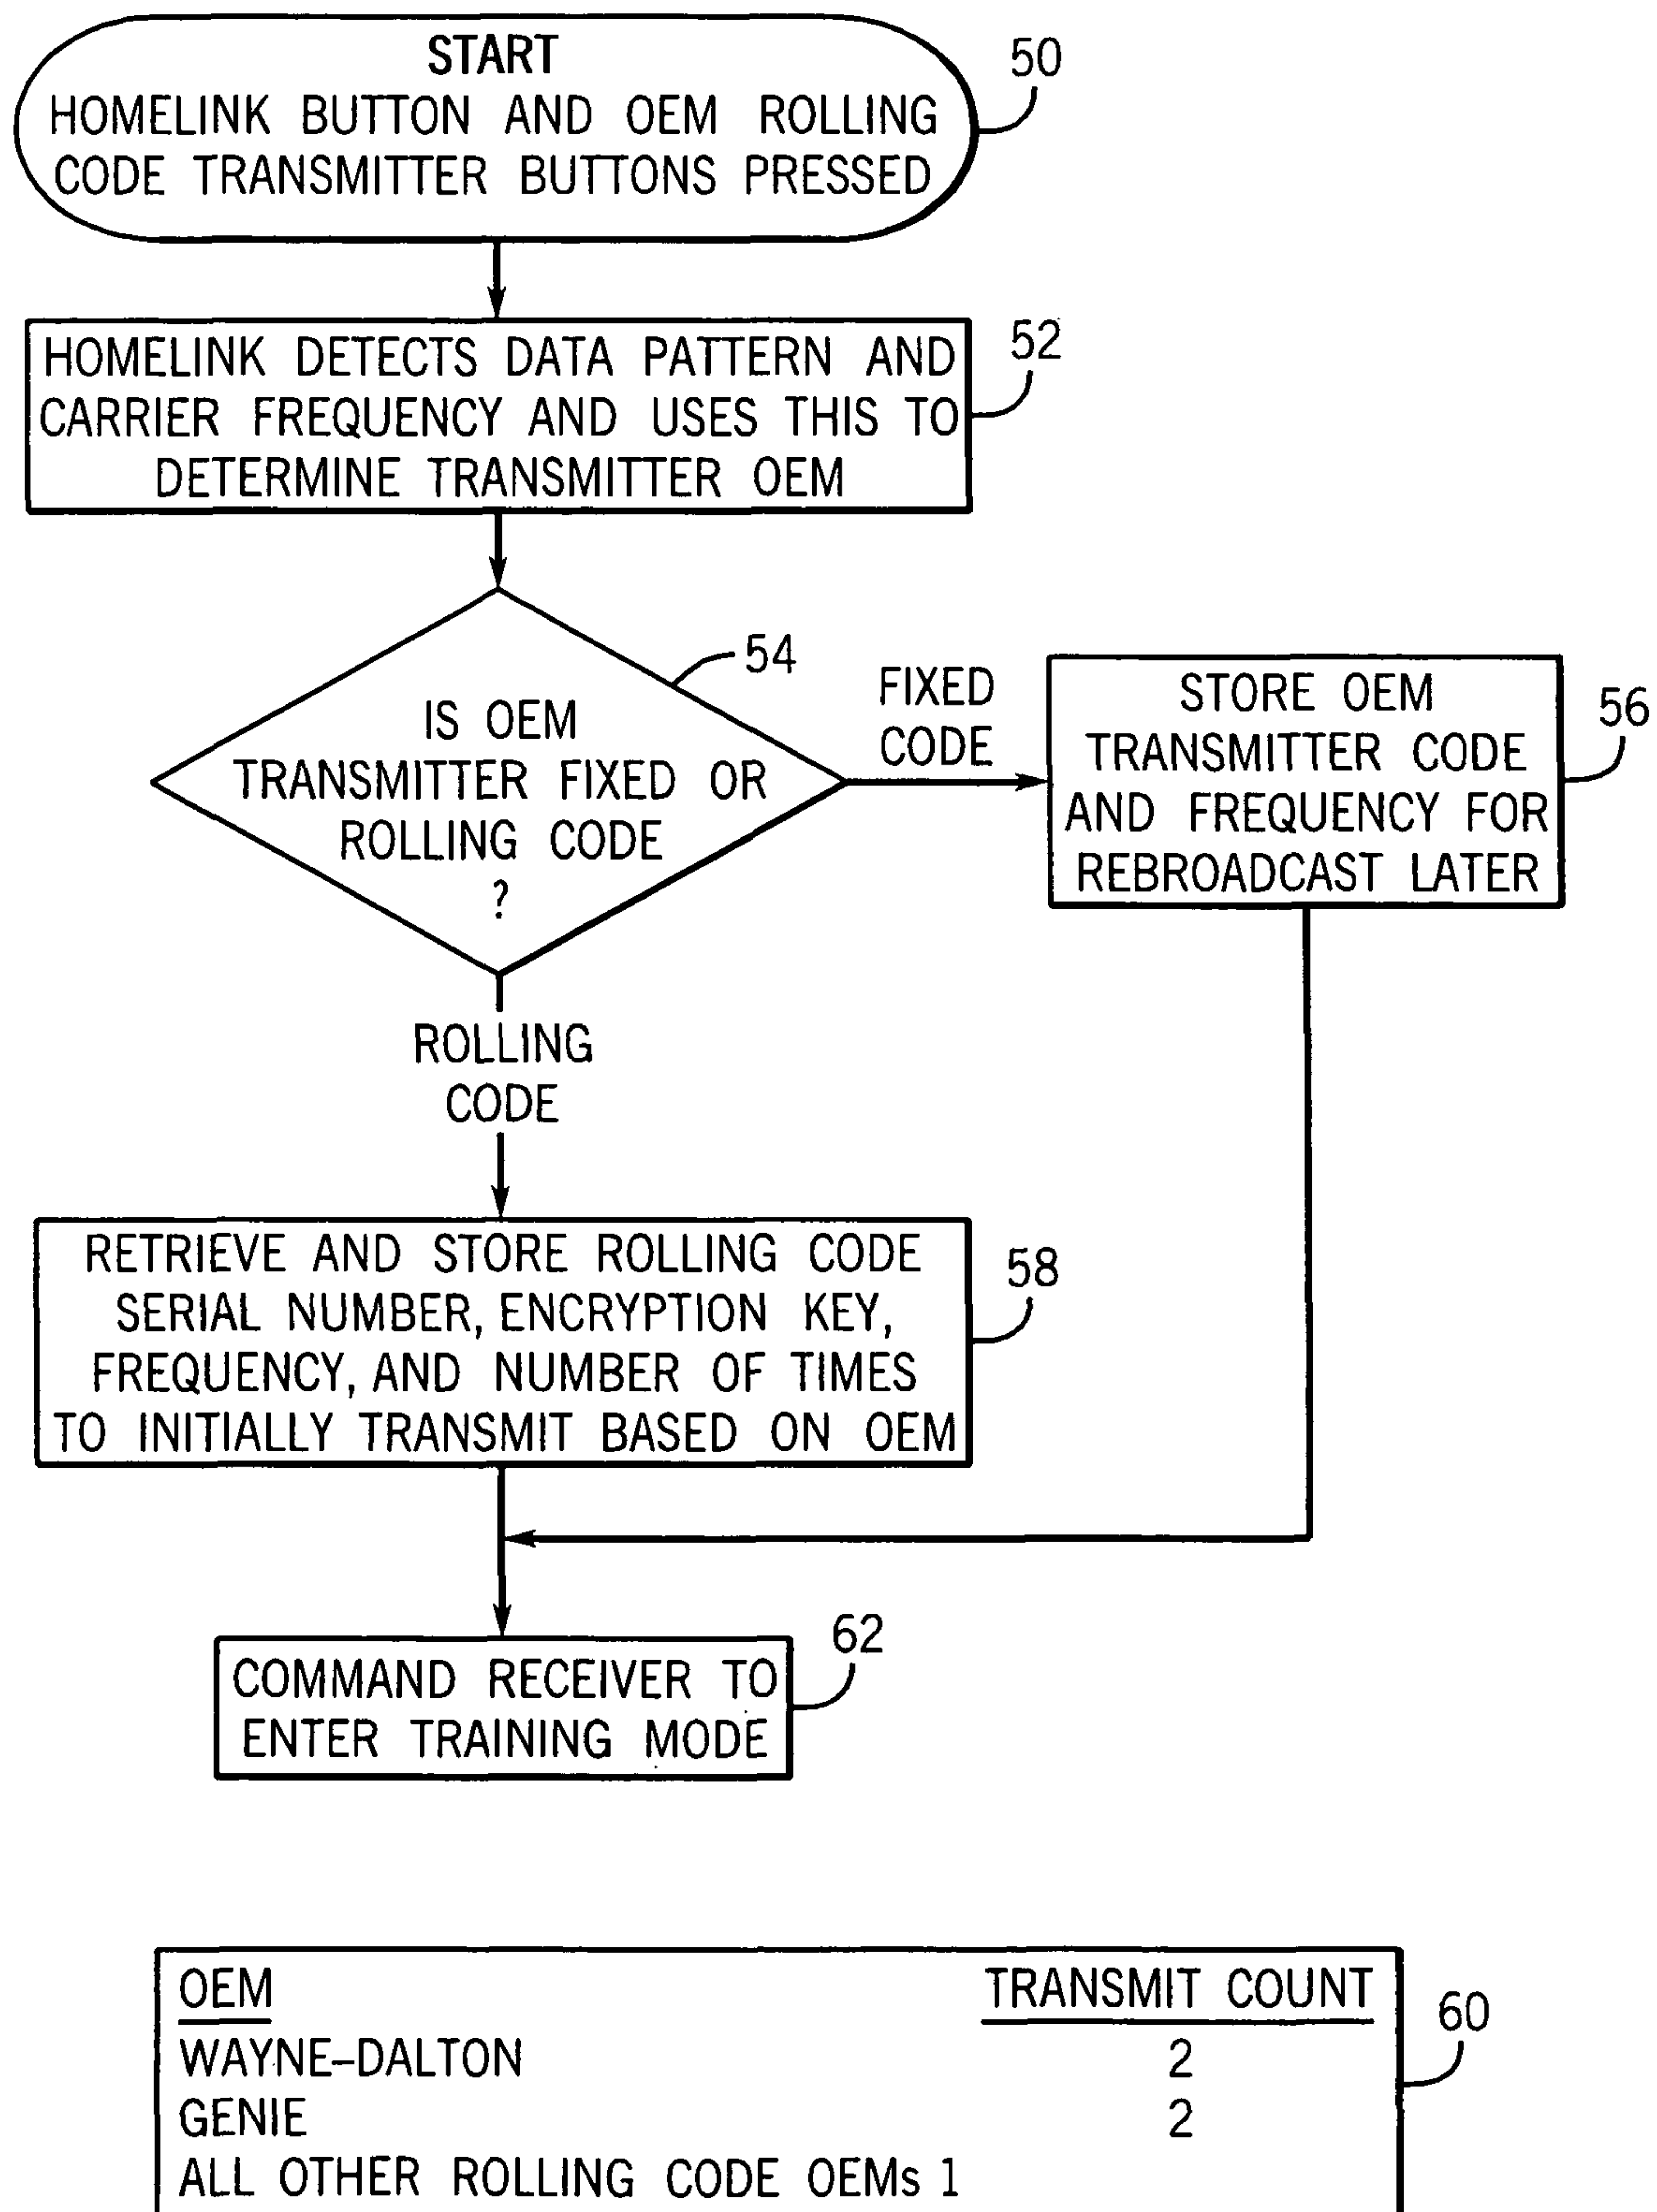 START
HOMELINK BUTTON AND OEM ROLLING
CODE TRANSMITTER BUTTONS PRESSED
50
HOMELINK DETECTS DATA PATTERN AND
CARRIER FREQUENCY AND USES THIS TO
DETERMINE TRANSMITTER OEM
52
54
IS OEM
TRANSMITTER FIXED OR
ROLLING CODE
?
FIXED
CODE
STORE OEM
TRANSMITTER CODE
AND FREQUENCY FOR
REBROADCAST LATER
56
ROLLING
CODE
RETRIEVE AND STORE ROLLING CODE
SERIAL NUMBER, ENCRYPTION KEY,
FREQUENCY, AND NUMBER OF TIMES
TO INITIALLY TRANSMIT BASED ON OEM
58
COMMAND RECEIVER TO
ENTER TRAINING MODE
62
OEM TRANSMIT COUNT
WAYNE-DALTON 2
GENIE 2
ALL OTHER ROLLING CODE OEMs 1
60